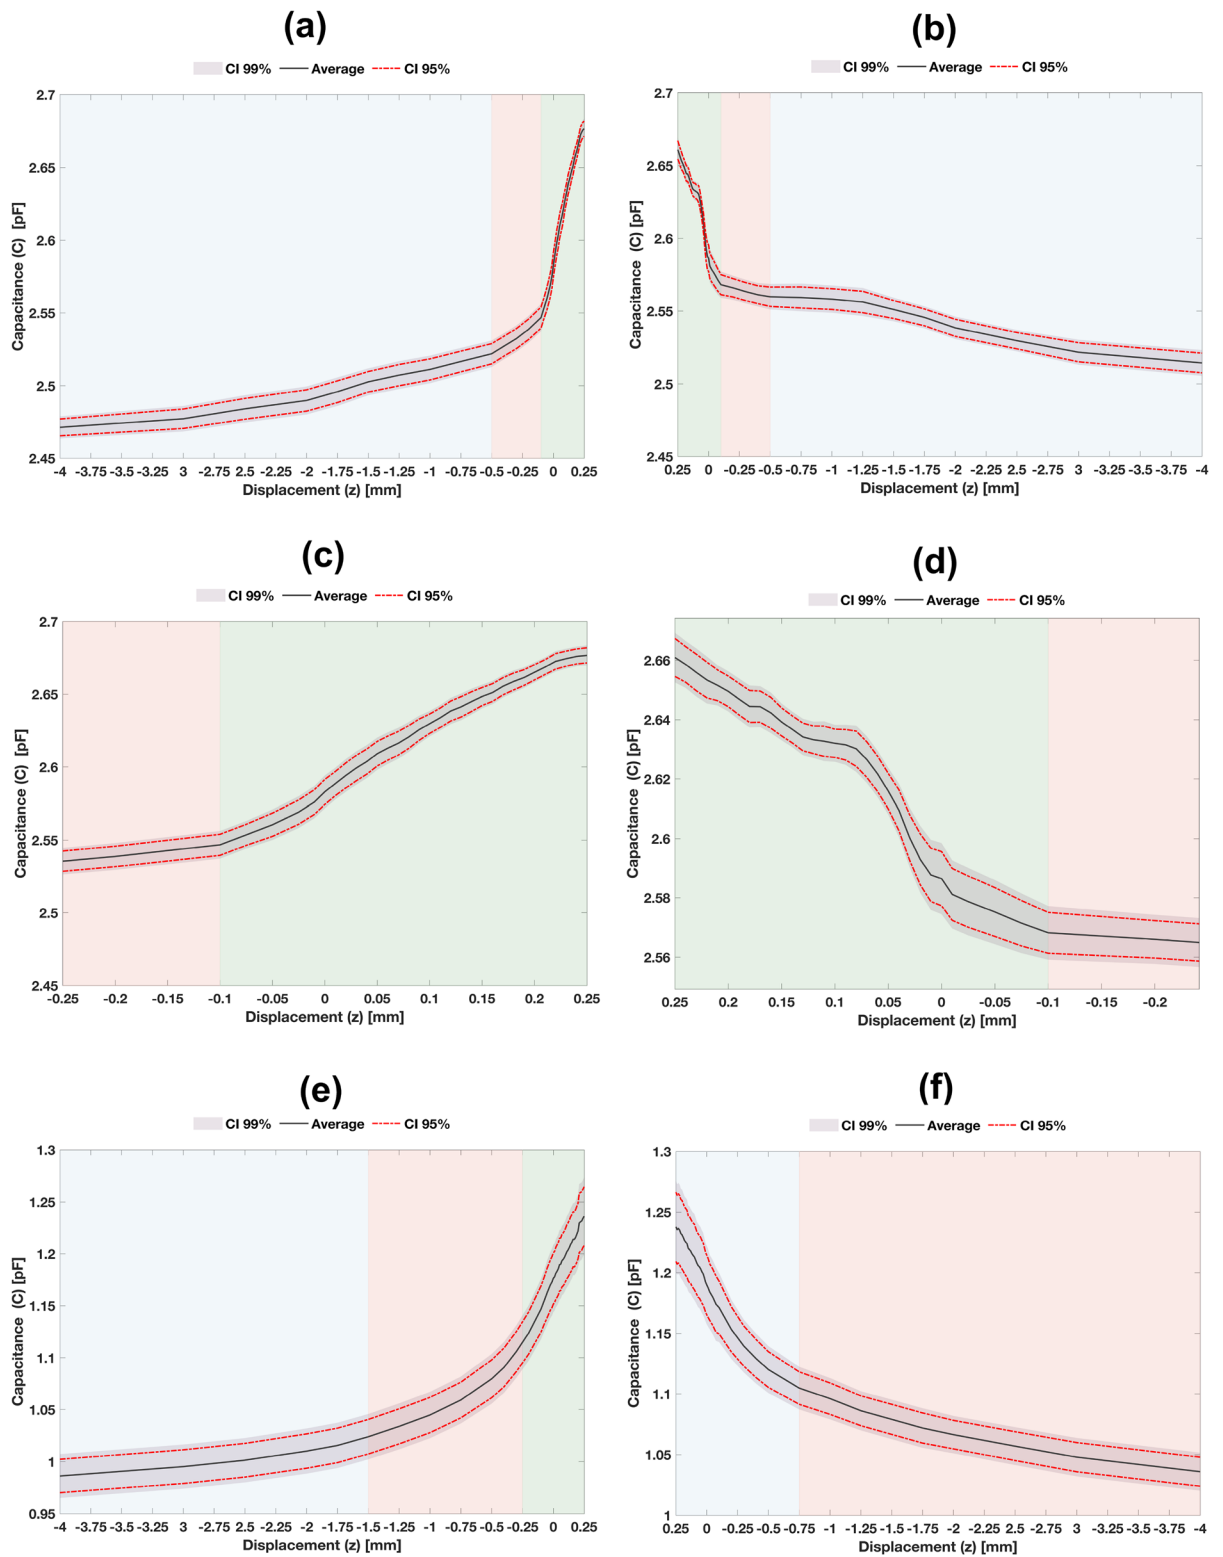 (a)
CI 99% Average CI 95%
2.7
2.65
2.6
2.55
2.5
2.45
Capacitance (C) [pF]
-4 -3.75 -3.5 -3.25 3 -2.75 2.5 -2.25 -2 -1.75 -1.5 -1.25 -1 -0.75 -0.5 -0.25 0 0.25
Displacement (z) [mm]
(b)
CI 99% Average CI 95%
2.7
2.65
2.6
2.55
2.5
2.45
Capacitance (C) [pF]
0.25 0 -0.25 -0.5 -0.75 -1 -1.25 -1.5 -1.75 -2 -2.25 2.5 -2.75 3 -3.25 -3.5 -3.75 -4
Displacement (z) [mm]
(c)
CI 99% Average CI 95%
2.7
2.65
2.6
2.55
2.5
2.45
Capacitance (C) [pF]
-0.25 -0.2 -0.15 -0.1 -0.05 0 0.05 0.1 0.15 0.2 0.25
Displacement (z) [mm]
(d)
CI 99% Average CI 95%
2.66
2.64
2.62
2.6
2.58
2.56
Capacitance (C) [pF]
0.25 0.2 0.15 0.1 0.05 0 -0.05 -0.1 -0.15 -0.2
Displacement (z) [mm]
(e)
CI 99% Average CI 95%
1.3
1.25
1.2
1.15
1.1
1.05
1
0.95
Capacitance (C) [pF]
-4 -3.75 -3.5 -3.25 3 -2.75 2.5 -2.25 -2 -1.75 -1.5 -1.25 -1 -0.75 -0.5 -0.25 0 0.25
Displacement (z) [mm]
(f)
CI 99% Average CI 95%
1.3
1.25
1.2
1.15
1.1
1.05
1
Capacitance (C) [pF]
0.25 0 -0.25 -0.5 -0.75 -1 -1.25 -1.5 -1.75 -2 -2.25 2.5 -2.75 3 -3.25 -3.5 -3.75 -4
Displacement (z) [mm]